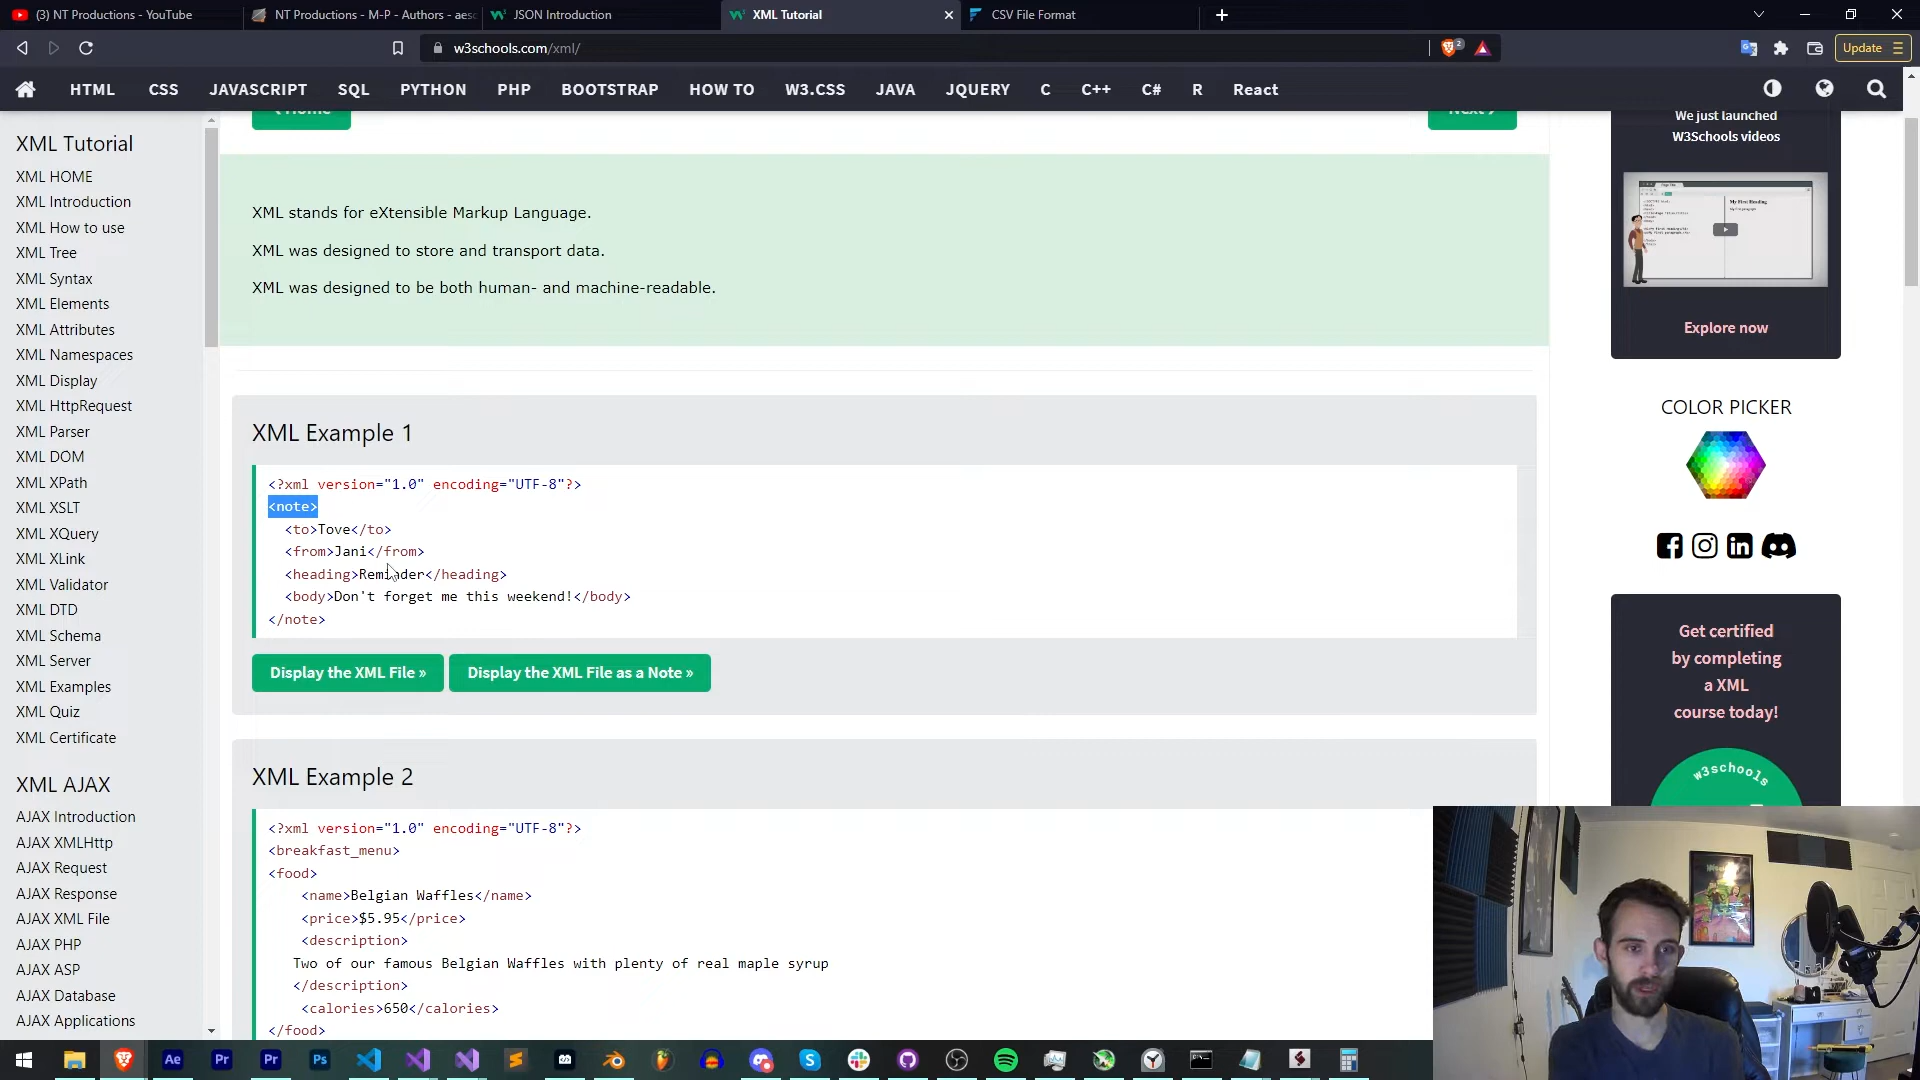 (3) NT Productions - YouTube
NT Productions - M-P - Authors - aesc
JSON Introduction
XML Tutorial
CSV File Format
w3schools.com/xml/
2
Update
HTML
CSS
JAVASCRIPT
SQL
PYTHON
PHP
BOOTSTRAP
HOW TO
W3.CSS
JAVA
JQUERY
C
C++
C#
R
React
XML Tutorial
XML HOME
XML Introduction
XML How to use
XML Tree
XML Syntax
XML Elements
XML Attributes
XML Namespaces
XML Display
XML HttpRequest
XML Parser
XML DOM
XML XPath
XML XSLT
XML XQuery
XML XLink
XML Validator
XML DTD
XML Schema
XML Server
XML Examples
XML Quiz
XML Certificate
XML AJAX
AJAX Introduction
AJAX XMLHttp
AJAX Request
AJAX Response
AJAX XML File
AJAX PHP
AJAX ASP
AJAX Database
AJAX Applications
‹ Home
Next ›
XML stands for eXtensible Markup Language.
XML was designed to store and transport data.
XML was designed to be both human- and machine-readable.
XML Example 1
<?xml version="1.0" encoding="UTF-8"?>
<note>
<to>Tove</to>
<from>Jani</from>
<heading>Reminder</heading>
<body>Don't forget me this weekend!</body>
</note>
Display the XML File »
Display the XML File as a Note »
XML Example 2
<?xml version="1.0" encoding="UTF-8"?>
<breakfast_menu>
<food>
<name>Belgian Waffles</name>
<price>$5.95</price>
<description>
Two of our famous Belgian Waffles with plenty of real maple syrup
</description>
<calories>650</calories>
</food>
We just launched
W3Schools videos
Explore now
COLOR PICKER
Get certified
by completing
a XML
course today!
w3schools
Ae
Pr
Pr
Ps